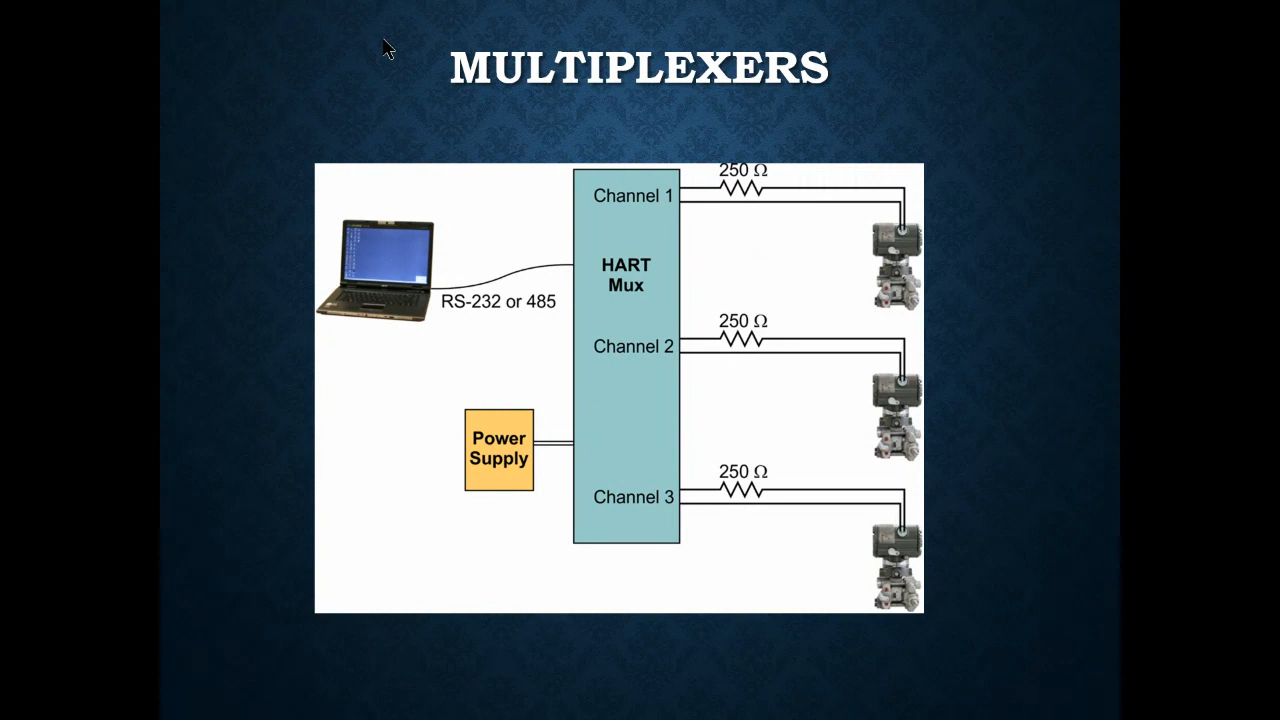 MULTIPLEXERS
250 Ω
Channel 1
HART
Mux
RS-232 or 485
250 Ω
Channel 2
Power
Supply
250 Ω
Channel 3